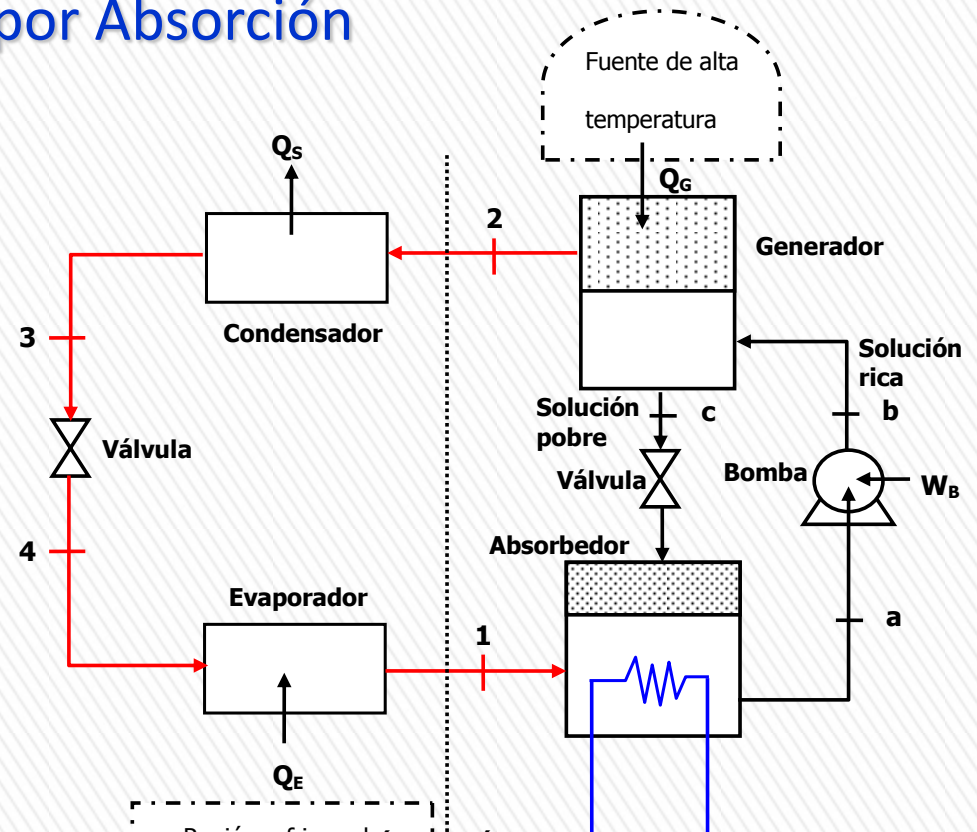 por Absorción
Fuente de alta
temperatura
QS
QG
2
Generador
Condensador
3
Solución
rica
Solución
pobre
c
b
Válvula
Válvula
Bomba
WB
4
Absorbedor
Evaporador
1
a
QE